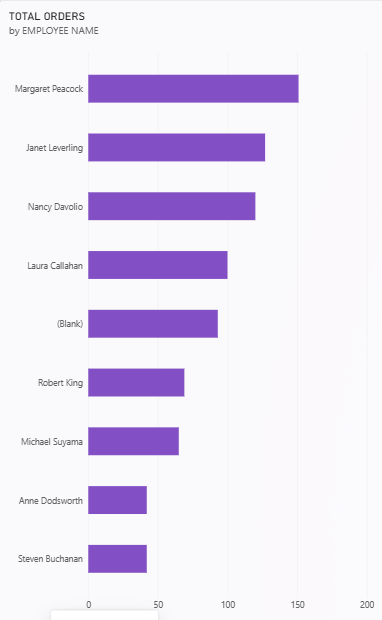 TOTAL ORDERS
by EMPLOYEE NAME
Margaret Peacock
Janet Leverling
Nancy Davolio
Laura Callahan
(Blank)
Robert King
Michael Suyama
Anne Dodsworth
Steven Buchanan
0 50 100 150 200